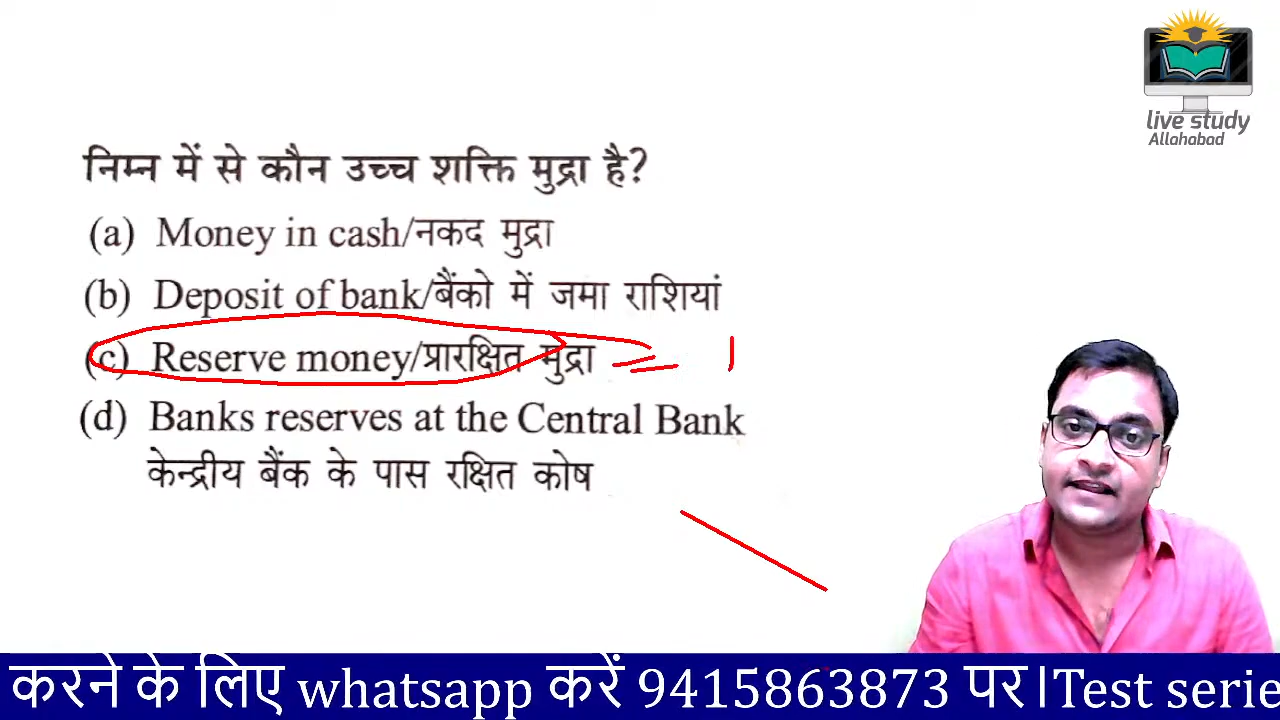 live study
Allahabad
निम्न में से कौन उच्च शक्ति मुद्रा है?
(a) Money in cash/नकद मुद्रा
(b) Deposit of bank/बैंको में जमा राशियां
(c) Reserve money/प्रारक्षित मुद्रा
(d) Banks reserves at the Central Bank
केन्द्रीय बैंक के पास रक्षित कोष
करने के लिए whatsapp करें 9415863873 पर।Test serie